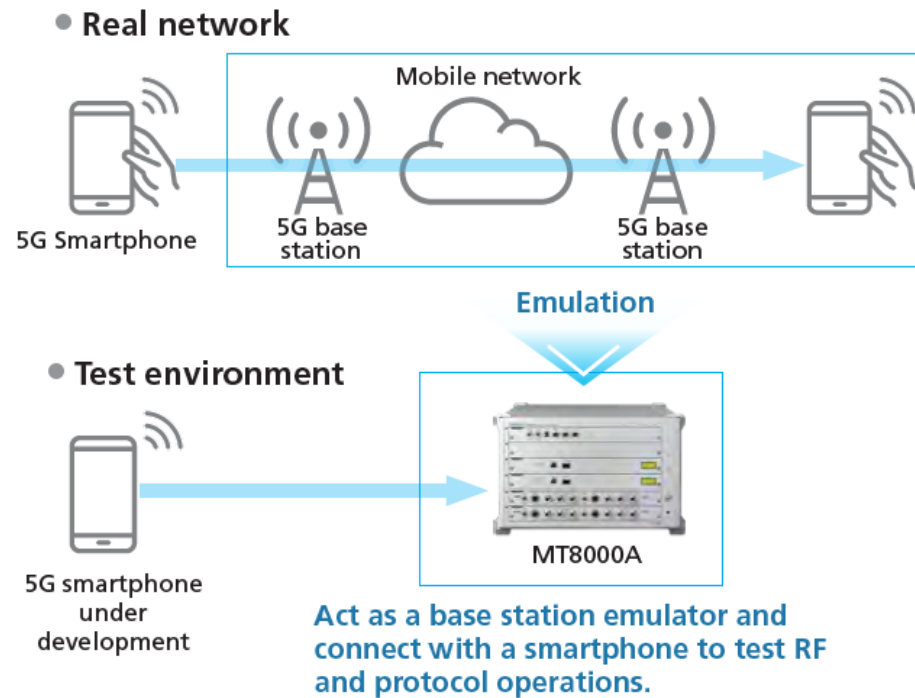 Real network
Mobile network
5G Smartphone
5G base
station
5G base
station
Emulation
Test environment
MT8000A
5G smartphone
under
development
Act as a base station emulator and
connect with a smartphone to test RF
and protocol operations.